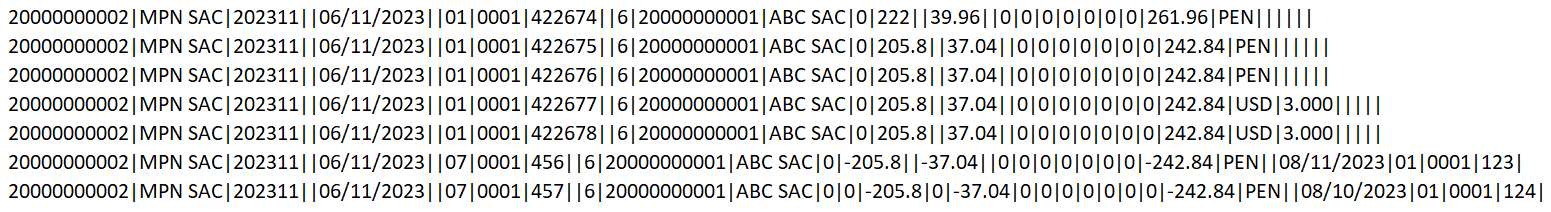 20000000002|MPN SAC|202311||06/11/2023||01|0001|422674||6|20000000001|ABC SAC|0|222||39.96||0|0|0|0|0|0|0|261.96|PEN||||||
20000000002|MPN SAC|202311||06/11/2023||01|0001|422675||6|20000000001|ABC SAC|0|205.8||37.04||0|0|0|0|0|0|0|242.84|PEN||||||
20000000002|MPN SAC|202311||06/11/2023||01|0001|422676||6|20000000001|ABC SAC|0|205.8||37.04||0|0|0|0|0|0|0|242.84|PEN||||||
20000000002|MPN SAC|202311||06/11/2023||01|0001|422677||6|20000000001|ABC SAC|0|205.8||37.04||0|0|0|0|0|0|0|242.84|USD|3.000|||||
20000000002|MPN SAC|202311||06/11/2023||01|0001|422678||6|20000000001|ABC SAC|0|205.8||37.04||0|0|0|0|0|0|0|242.84|USD|3.000|||||
20000000002|MPN SAC|202311||06/11/2023||07|0001|456||6|20000000001|ABC SAC|0|-205.8||-37.04||0|0|0|0|0|0|0|-242.84|PEN||08/11/2023|01|0001|123|
20000000002|MPN SAC|202311||06/11/2023||07|0001|457||6|20000000001|ABC SAC|0|0|-205.8|0|-37.04|0|0|0|0|0|0|0|-242.84|PEN||08/10/2023|01|0001|124|